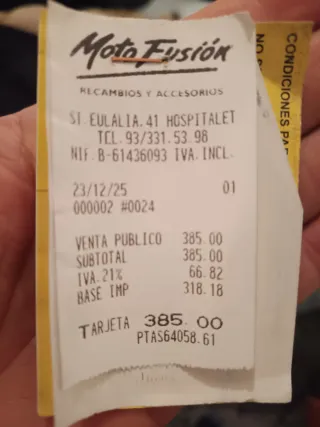 Moto Fusión
RECAMBIOS Y ACCESORIOS
ST EULALIA, 41 HOSPITALET
TEL. 93/331.53.98
NIF. B-61436093 IVA. INCL.
23/12/25 01
000002 #0024
VENTA PUBLICO 385.00
SUBTOTAL 385.00
IVA.21% 66.82
BASE IMP 318.18
TARJETA 385.00
PTAS64058.61
CONDICIONES
NO